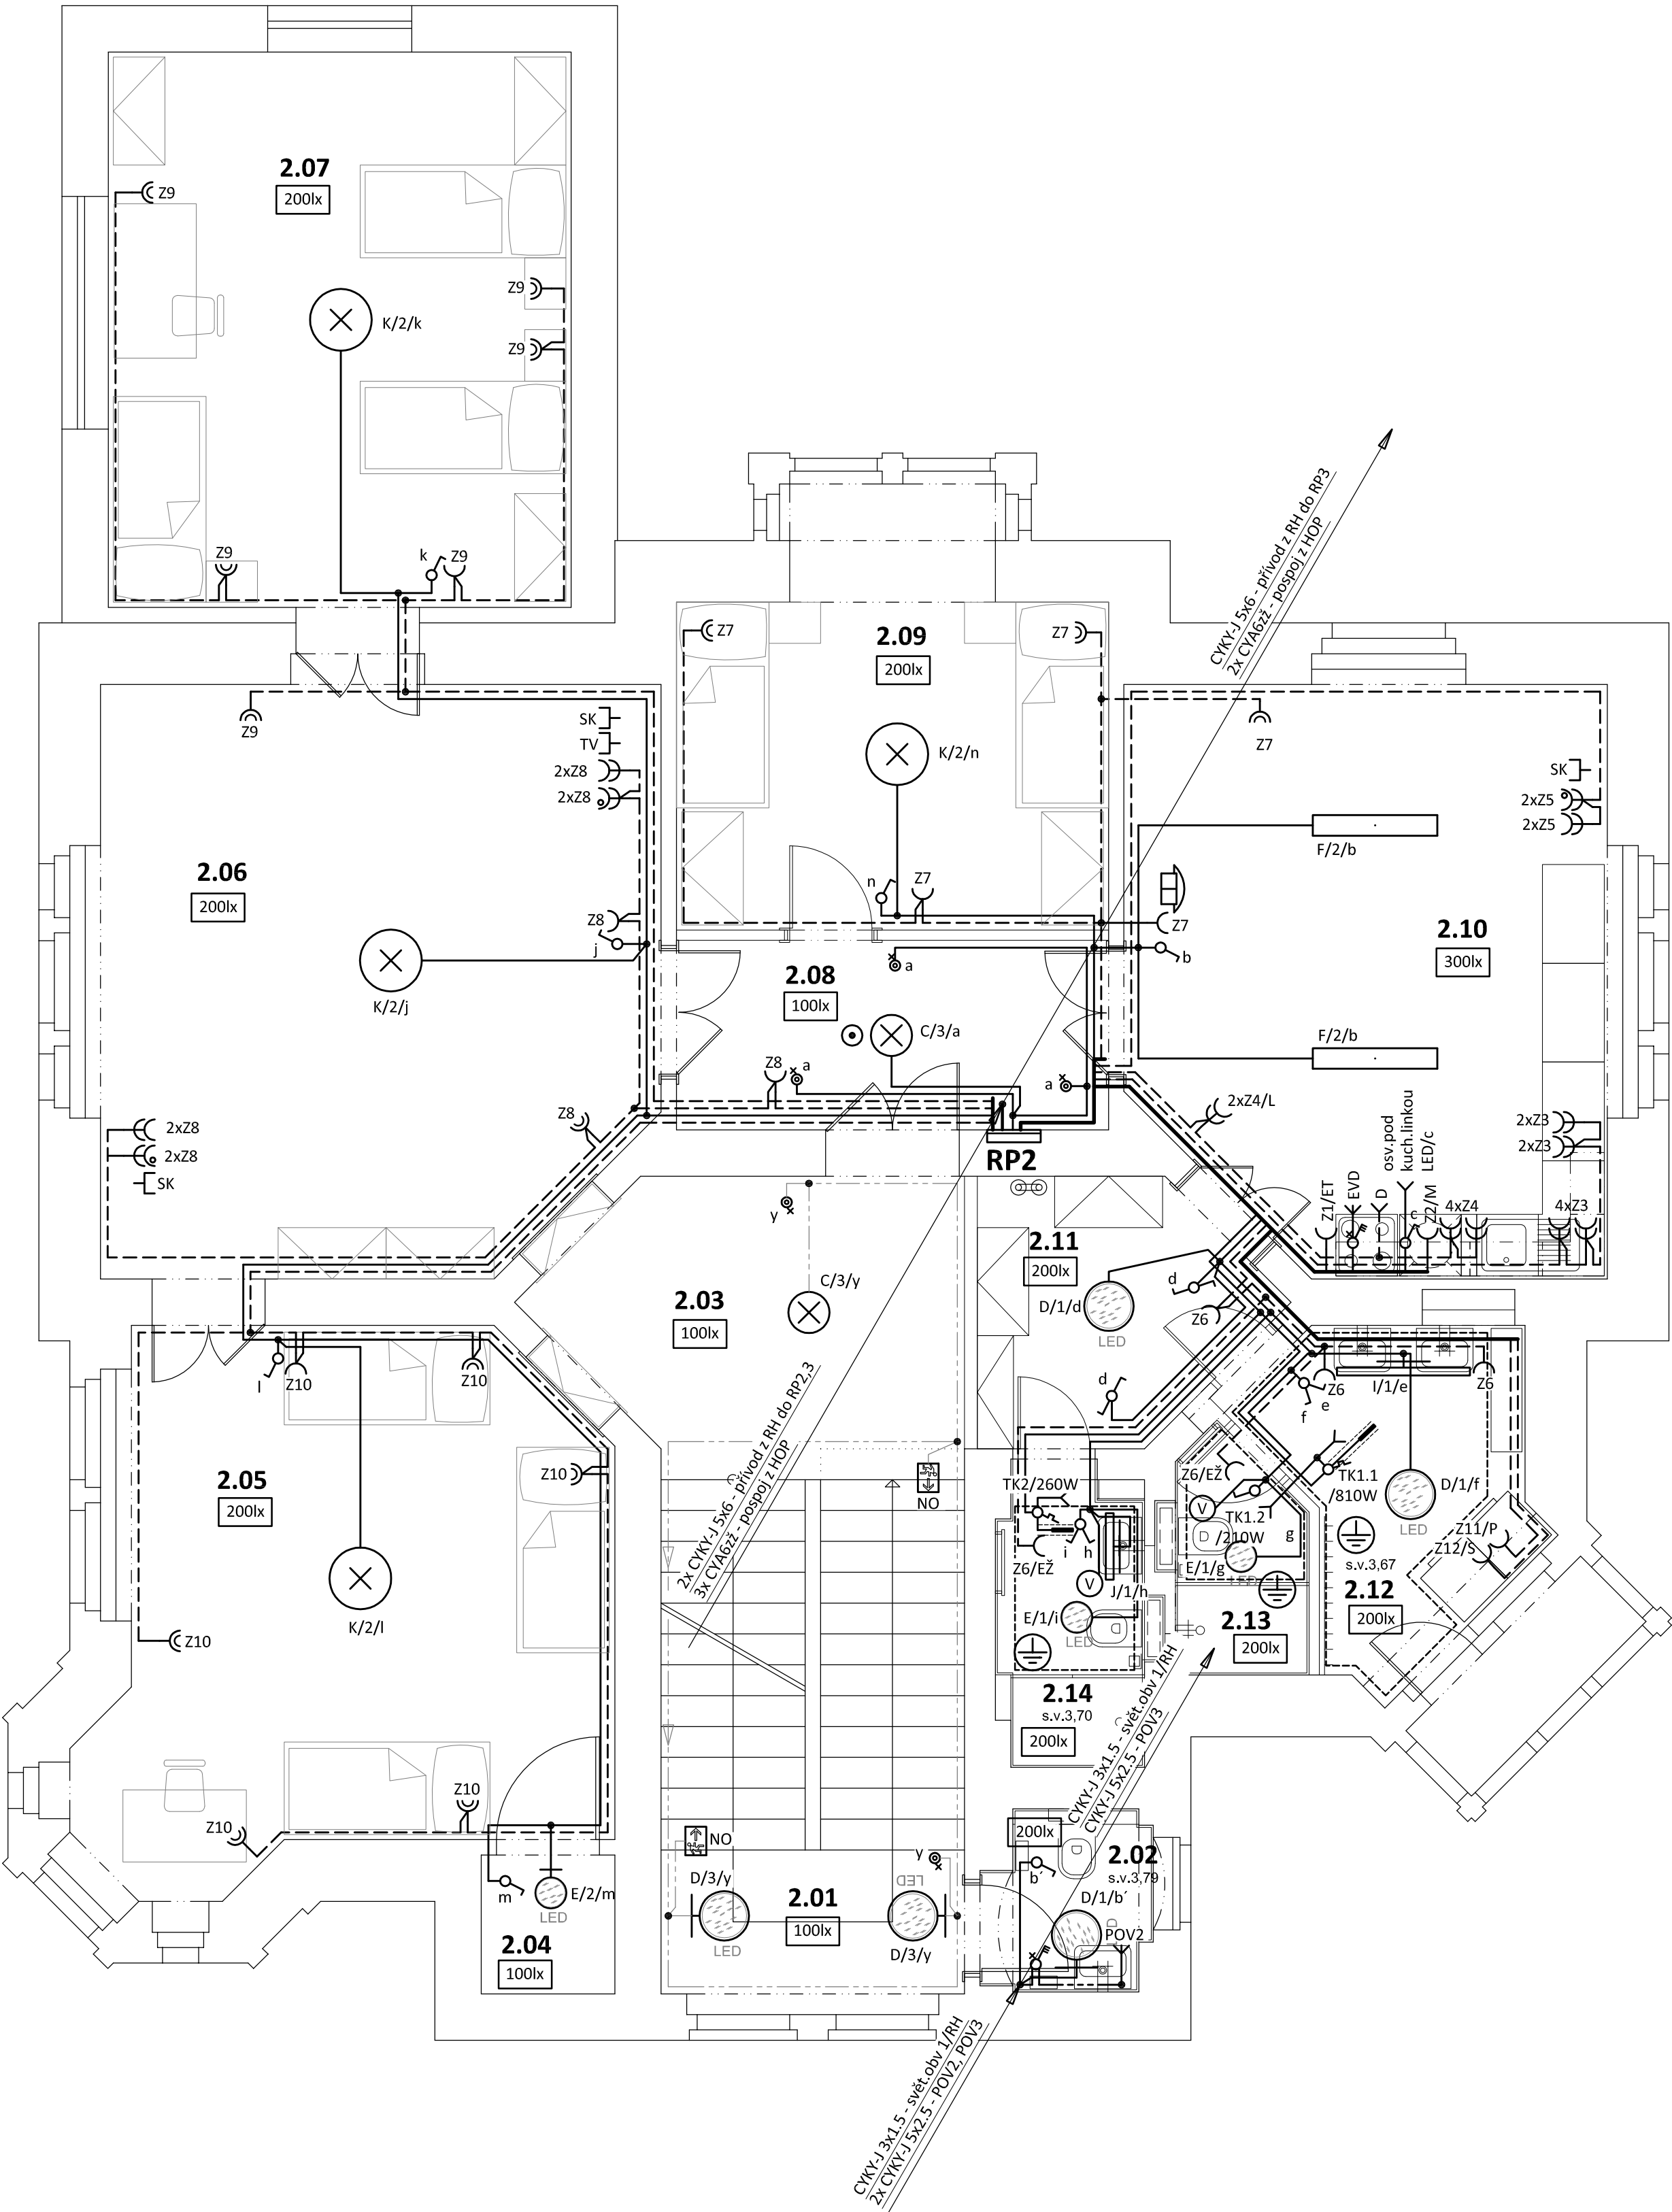 2.07
200lx
Z9
Z9
K/2/k
Z9
Z9
k
Z9
CYKY-J 5x6 - přívod z RH do RP3
2x CYA6zž - pospoj z HOP
Z7
2.09
200lx
Z7
Z9
SK
TV
2xZ8
2xZ8
K/2/n
Z7
SK
2xZ5
2xZ5
F/2/b
2.06
200lx
n
Z7
Z8
j
K/2/j
Z7
b
2.10
300lx
a
2.08
100lx
C/3/a
F/2/b
Z8
a
a
Z8
2xZ4/L
2xZ8
2xZ8
SK
RP2
Z1/ET
EVD
D
osv.pod
kuch.linkou
LED/c
c
Z2/M
4xZ4
2xZ3
2xZ3
4xZ3
y
C/3/y
2.03
100lx
2.11
200lx
D/1/d
LED
d
Z6
l
Z10
Z10
d
f
e
Z6
I/1/e
Z6
2x CYKY-J 5x6 - přívod z RH do RP2,3
3x CYA6zž - pospoj z HOP
2.05
200lx
Z10
K/2/l
NO
TK2/260W
i
h
Z6/EŽ
V
J/1/h
E/1/i
LED
Z6/EŽ
V
TK1.2
/210W
g
E/1/g
LED
TK1.1
/810W
D/1/f
LED
Z11/P
Z12/S
s.v.3,67
2.12
200lx
2.13
200lx
Z10
2.14
s.v.3,70
200lx
CYKY-J 3x1.5 - svět.obv 1/RH
CYKY-J 5x2.5 - POV3
Z10
Z10
m
E/2/m
LED
2.04
100lx
NO
D/3/y
LED
2.01
100lx
y
LED
D/3/y
200lx
2.02
s.v.3,79
b´
D/1/b´
POV2
CYKY-J 3x1.5 - svět.obv 1/RH
2x CYKY-J 5x2.5 - POV2, POV3